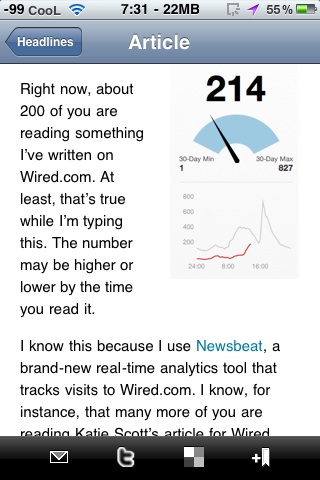 -99 CooL 7:31 - 22MB 55%
Headlines
Article
Right now, about
200 of you are
reading something
I've written on
Wired.com. At
least, that's true
while I'm typing
this. The number
may be higher or
lower by the time
you read it.
214
30-Day Min 30-Day Max
1 827
800
600
400
200
24:00 8:00 16:00
I know this because I use Newsbeat, a
brand-new real-time analytics tool that
tracks visits to Wired.com. I know, for
instance, that many more of you are
reading Katie Scott's article for Wired